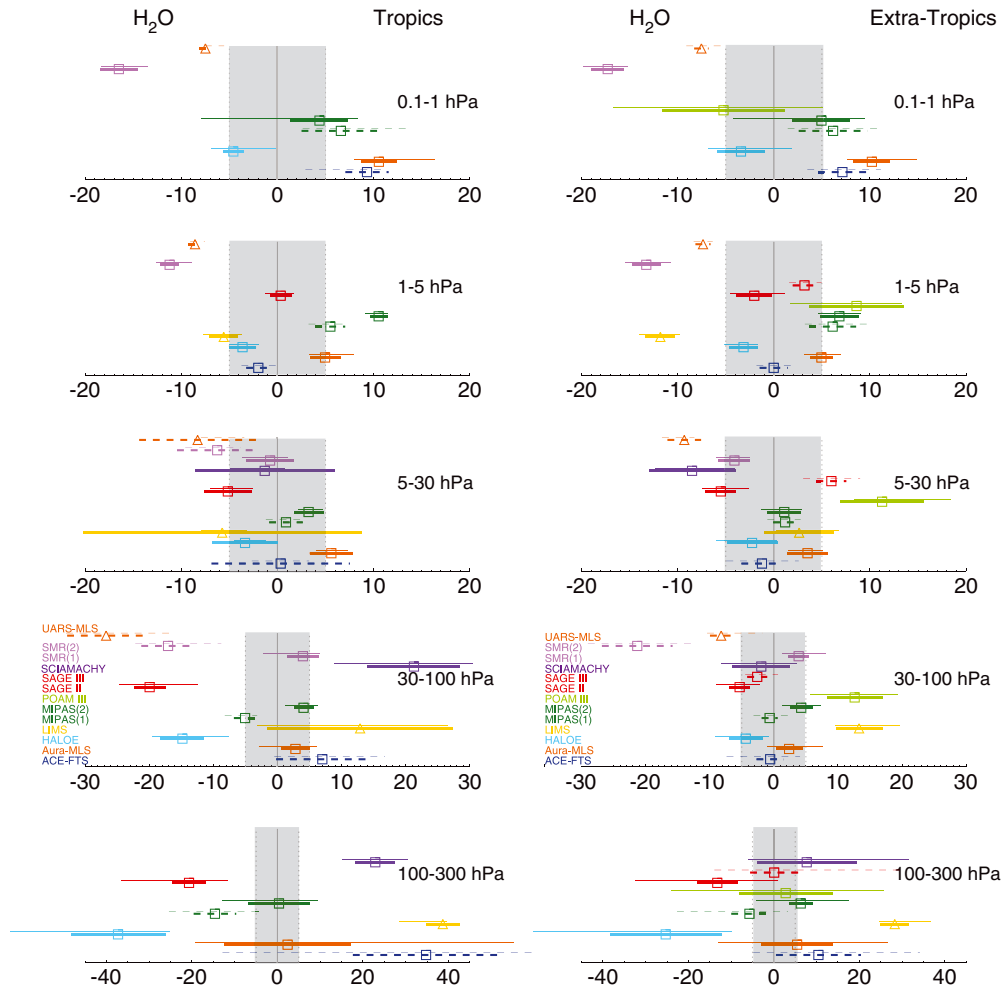 H2O Tropics H2O Extra-Tropics
0.1-1 hPa 0.1-1 hPa
-20 -10 0 10 20 -20 -10 0 10 20
1-5 hPa 1-5 hPa
-20 -10 0 10 20 -20 -10 0 10 20
5-30 hPa 5-30 hPa
-20 -10 0 10 20 -20 -10 0 10 20
UARS-MLS UARS-MLS
SMR(2) SMR(2)
SMR(1) SMR(1)
SCIAMACHY 30-100 hPa SCIAMACHY 30-100 hPa
SAGE III SAGE III
SAGE II SAGE II
POAM III POAM III
MIPAS(2) MIPAS(2)
MIPAS(1) MIPAS(1)
LIMS LIMS
HALOE HALOE
Aura-MLS Aura-MLS
ACE-FTS ACE-FTS
-30 -20 -10 0 10 20 30 -30 -20 -10 0 10 20 30
100-300 hPa 100-300 hPa
-40 -20 0 20 40 -40 -20 0 20 40